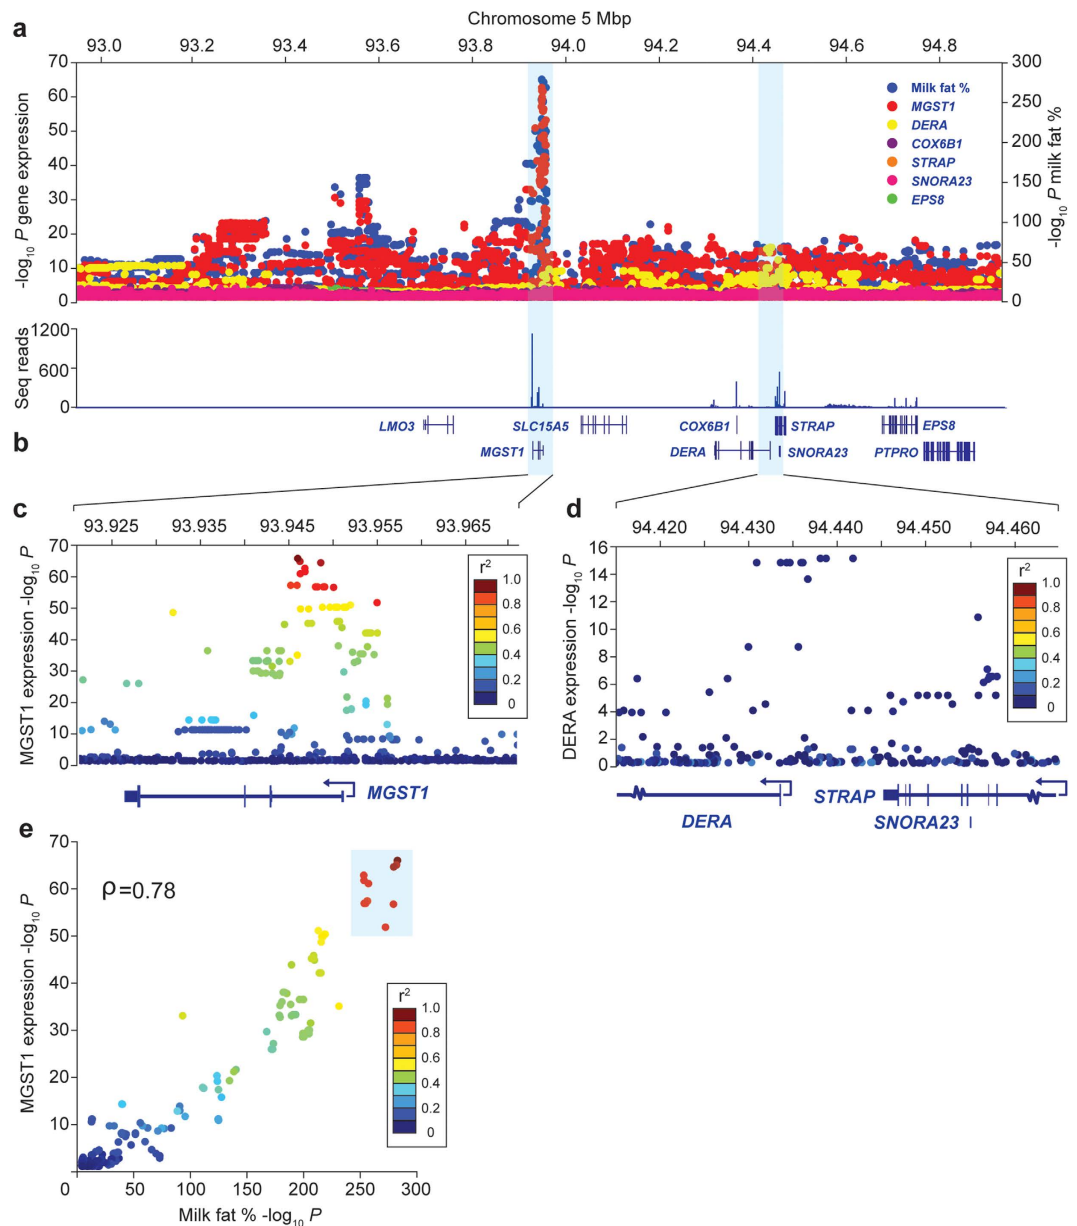 a
Chromosome 5 Mbp
93.0 93.2 93.4 93.6 93.8 94.0 94.2 94.4 94.6 94.8
70
60
50
40
30
20
10
0
-log10 P gene expression
300
250
200
150
100
50
0
-log10 P milk fat %
Milk fat %
MGST1
DERA
COX6B1
STRAP
SNORA23
EPS8
Seq reads
1200
600
0
b
LMO3 SLC15A5 COX6B1 STRAP EPS8
MGST1 DERA SNORA23 PTPRO
c
93.925 93.935 93.945 93.955 93.965
70
60
50
40
30
20
10
0
MGST1 expression -log10 P
r2
1.0
0.8
0.6
0.4
0.2
0
MGST1
d
94.420 94.430 94.440 94.450 94.460
16
14
12
10
8
6
4
2
0
DERA expression -log10 P
r2
1.0
0.8
0.6
0.4
0.2
0
STRAP
DERA SNORA23
e
70
60
50
40
30
20
10
MGST1 expression -log10 P
ρ=0.78
r2
1.0
0.8
0.6
0.4
0.2
0
0 50 100 150 200 250 300
Milk fat % -log10 P